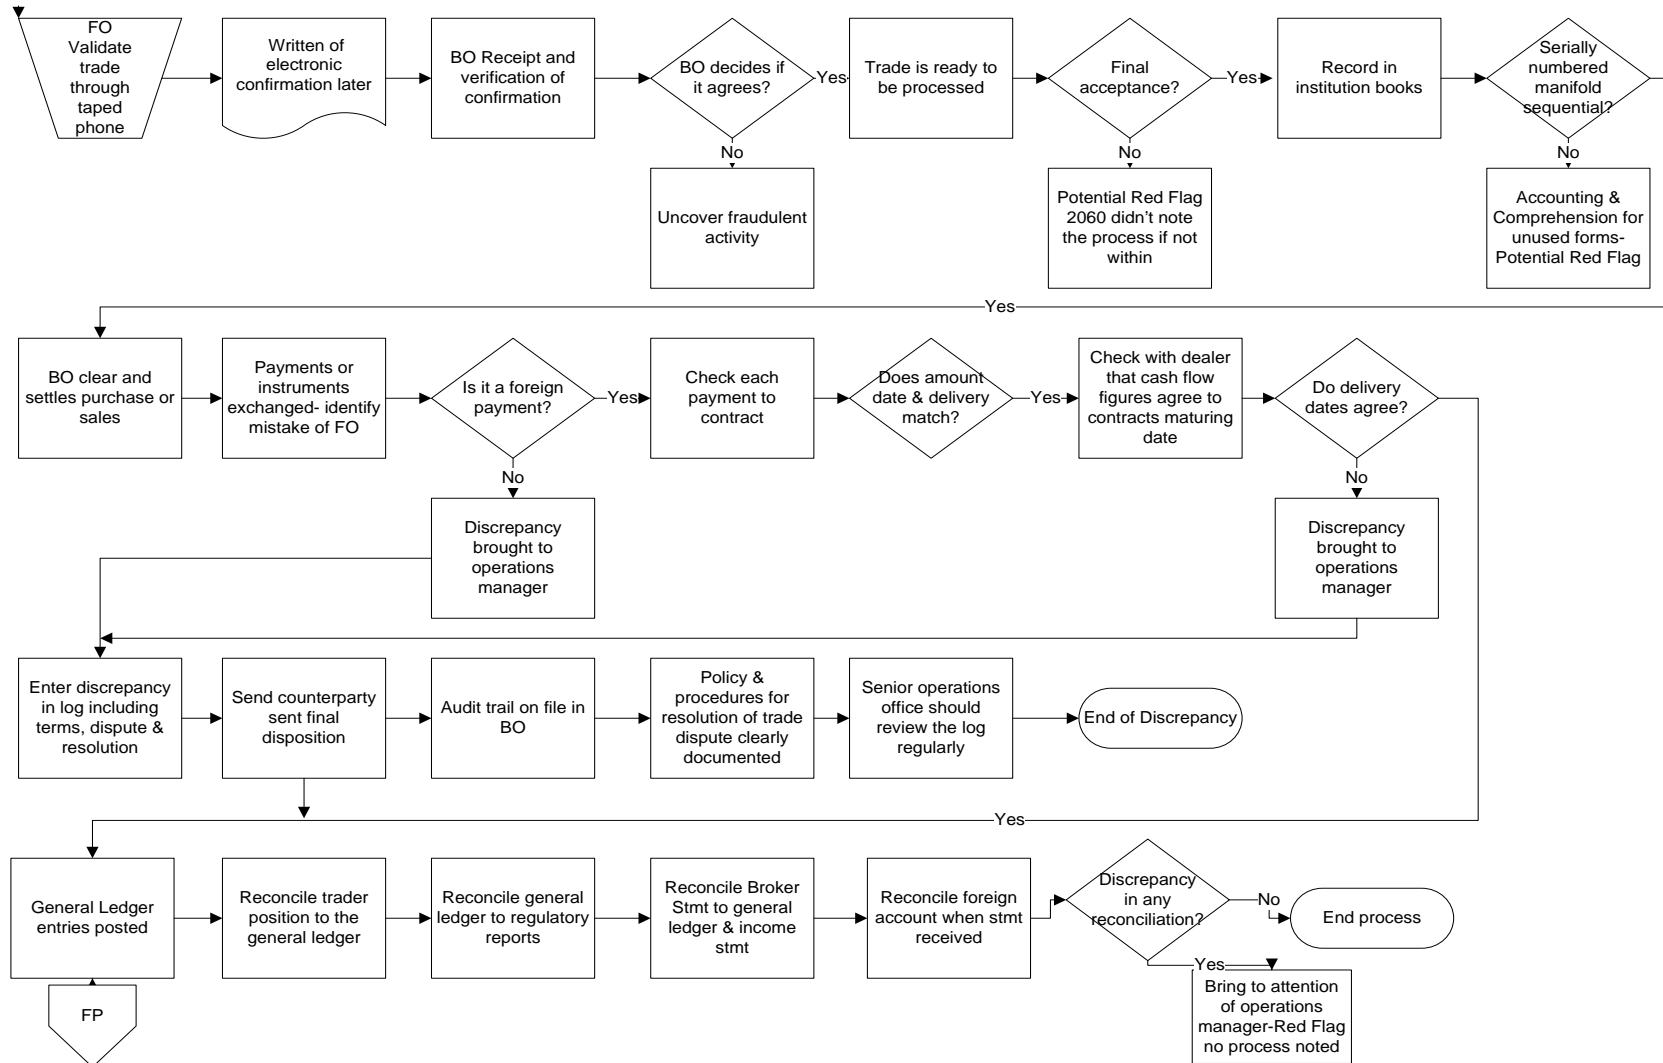 FO
Validate
trade
through
taped
phone
Written of
electronic
confirmation later
BO Receipt and
verification of
confirmation
BO decides if
it agrees?
Yes
No
Uncover fraudulent
activity
Trade is ready to
be processed
Final
acceptance?
Yes
No
Potential Red Flag
2060 didn't note
the process if not
within
Record in
institution books
Serially
numbered
manifold
sequential?
No
Accounting &
Comprehension for
unused forms-
Potential Red Flag
Yes
BO clear and
settles purchase or
sales
Payments or
instruments
exchanged- identify
mistake of FO
Is it a foreign
payment?
Yes
No
Discrepancy
brought to
operations
manager
Check each
payment to
contract
Does amount
date & delivery
match?
Yes
Check with dealer
that cash flow
figures agree to
contracts maturing
date
Do delivery
dates agree?
No
Discrepancy
brought to
operations
manager
Enter discrepancy
in log including
terms, dispute &
resolution
Send counterparty
sent final
disposition
Audit trail on file in
BO
Policy &
procedures for
resolution of trade
dispute clearly
documented
Senior operations
office should
review the log
regularly
End of Discrepancy
Yes
General Ledger
entries posted
FP
Reconcile trader
position to the
general ledger
Reconcile general
ledger to regulatory
reports
Reconcile Broker
Stmt to general
ledger & income
stmt
Reconcile foreign
account when stmt
received
Discrepancy
in any
reconciliation?
No
End process
Yes
Bring to attention
of operations
manager-Red Flag
no process noted